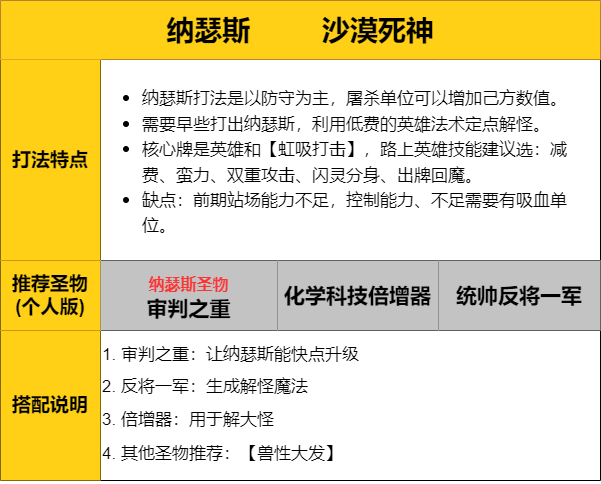 纳瑟斯 沙漠死神
打法特点
纳瑟斯打法是以防守为主，屠杀单位可以增加己方数值。
需要早些打出纳瑟斯，利用低费的英雄法术定点解怪。
核心牌是英雄和【虹吸打击】，路上英雄技能建议选：减
费、蛮力、双重攻击、闪灵分身、出牌回魔。
缺点：前期站场能力不足，控制能力、不足需要有吸血单
位。
推荐圣物
(个人版)
纳瑟斯圣物
审判之重
化学科技倍增器
统帅反将一军
搭配说明
1. 审判之重：让纳瑟斯能快点升级
2. 反将一军：生成解怪魔法
3. 倍增器：用于解大怪
4. 其他圣物推荐：【兽性大发】